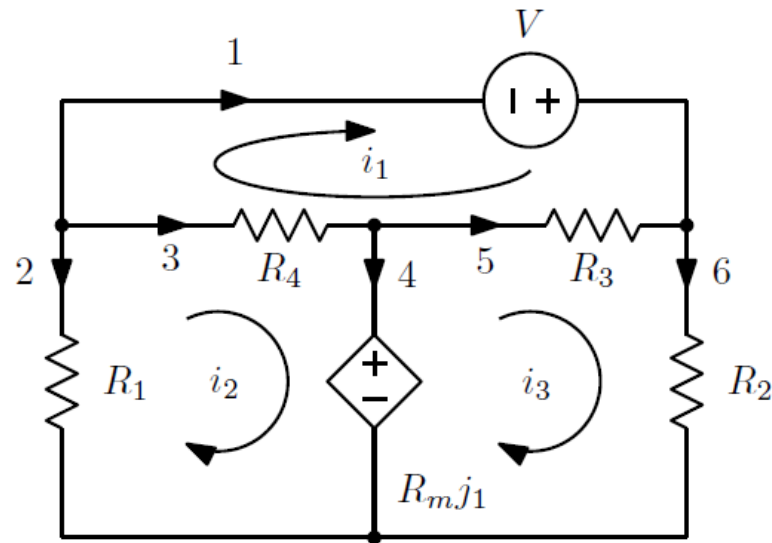 V
1
− +
i₁
2
3
R₄
4
5
R₃
6
R₁
i₂
+
−
i₃
R₂
Rₘj₁